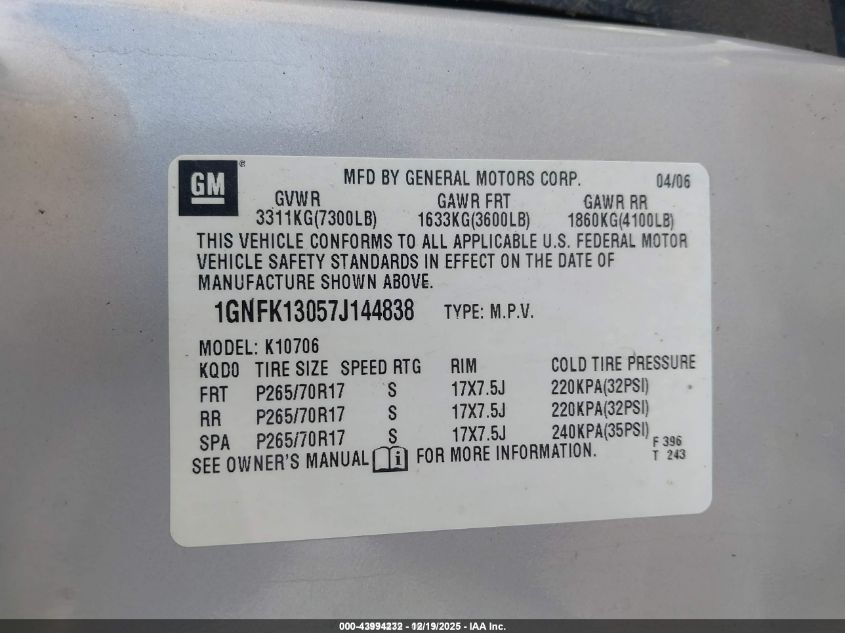 GM ®
MFD BY GENERAL MOTORS CORP. 04/06
GVWR GAWR FRT GAWR RR
3311KG(7300LB) 1633KG(3600LB) 1860KG(4100LB)
THIS VEHICLE CONFORMS TO ALL APPLICABLE U.S. FEDERAL MOTOR
VEHICLE SAFETY STANDARDS IN EFFECT ON THE DATE OF
MANUFACTURE SHOWN ABOVE.
1GNFK13057J144838 TYPE: M.P.V.
MODEL: K10706
KQD0 TIRE SIZE SPEED RTG RIM COLD TIRE PRESSURE
FRT P265/70R17 S 17X7.5J 220KPA(32PSI)
RR P265/70R17 S 17X7.5J 220KPA(32PSI)
SPA P265/70R17 S 17X7.5J 240KPA(35PSI)
F 396
SEE OWNER'S MANUAL i FOR MORE INFORMATION. T 243
000-43994232 - 12/19/2025 - IAA Inc.